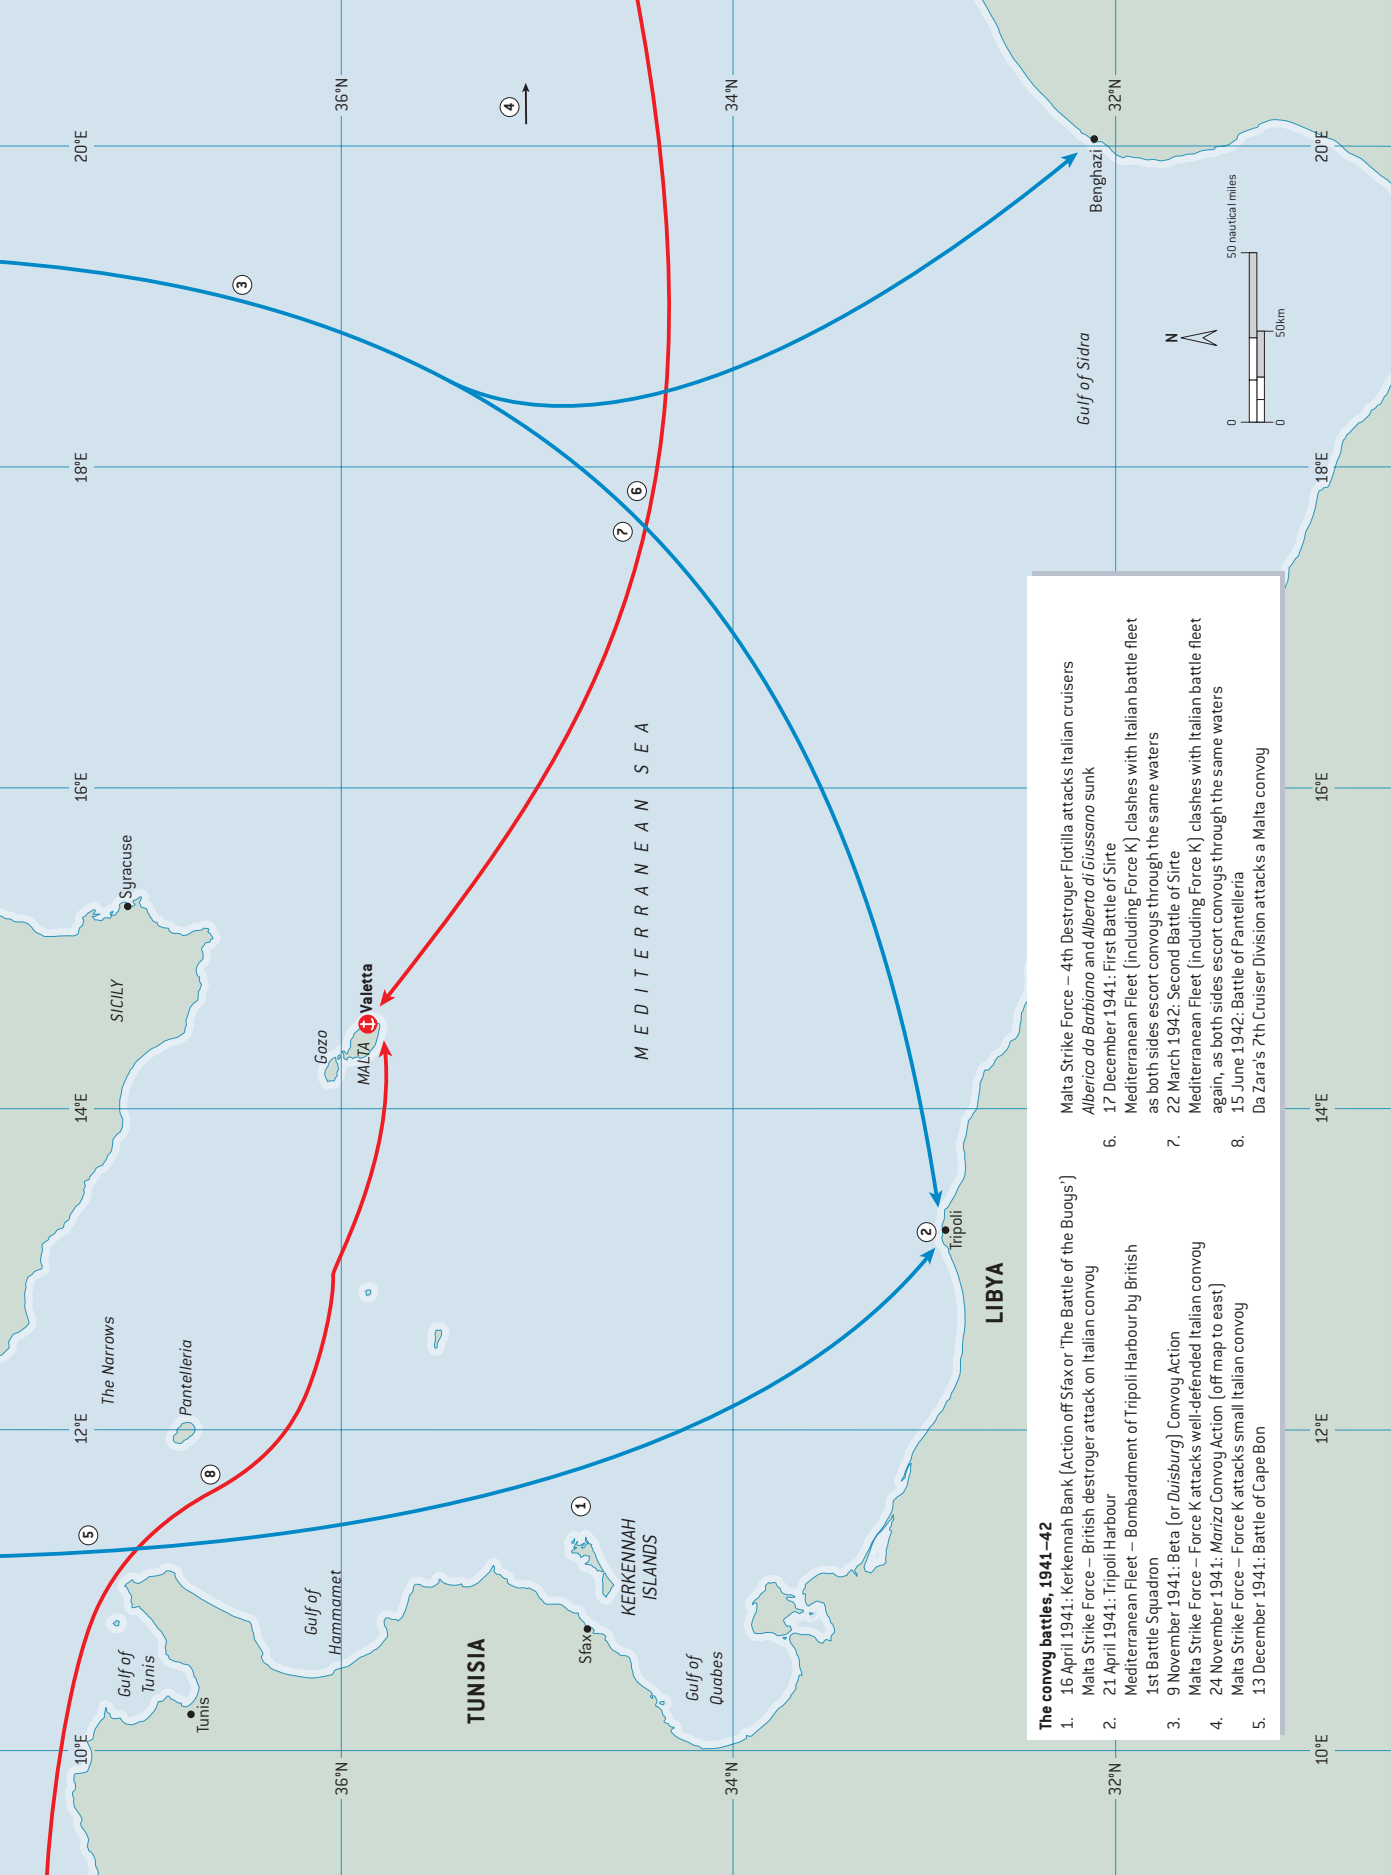 10°E
12°E
14°E
16°E
18°E
20°E
The Narrows
SICILY
Syracuse
Gulf of
Tunis
Tunis
5
8
Pantelleria
3
Gulf of
Hammamet
Gozo
MALTA
Valetta
36°N
36°N
4
TUNISIA
Sfax
1
KERKENNAH
ISLANDS
7
6
MEDITERRANEAN SEA
Gulf of
Quabes
34°N
34°N
2
Tripoli
LIBYA
Gulf of Sidra
Benghazi
32°N
32°N
N
0
50 nautical miles
0
50km
The convoy battles, 1941–42
1. 16 April 1941: Kerkennah Bank (Action off Sfax or 'The Battle of the Buoys')
Malta Strike Force – British destroyer attack on Italian convoy
2. 21 April 1941: Tripoli Harbour
Mediterranean Fleet – Bombardment of Tripoli Harbour by British
1st Battle Squadron
3. 9 November 1941: Beta (or Duisburg) Convoy Action
Malta Strike Force – Force K attacks well-defended Italian convoy
4. 24 November 1941: Mariza Convoy Action (off map to east)
Malta Strike Force – Force K attacks small Italian convoy
5. 13 December 1941: Battle of Cape Bon
Malta Strike Force – 4th Destroyer Flotilla attacks Italian cruisers
Alberico da Barbiano and Alberto di Giussano sunk
6. 17 December 1941: First Battle of Sirte
Mediterranean Fleet (including Force K) clashes with Italian battle fleet
as both sides escort convoys through the same waters
7. 22 March 1942: Second Battle of Sirte
Mediterranean Fleet (including Force K) clashes with Italian battle fleet
again, as both sides escort convoys through the same waters
8. 15 June 1942: Battle of Pantelleria
Da Zara's 7th Cruiser Division attacks a Malta convoy
10°E
12°E
14°E
16°E
18°E
20°E